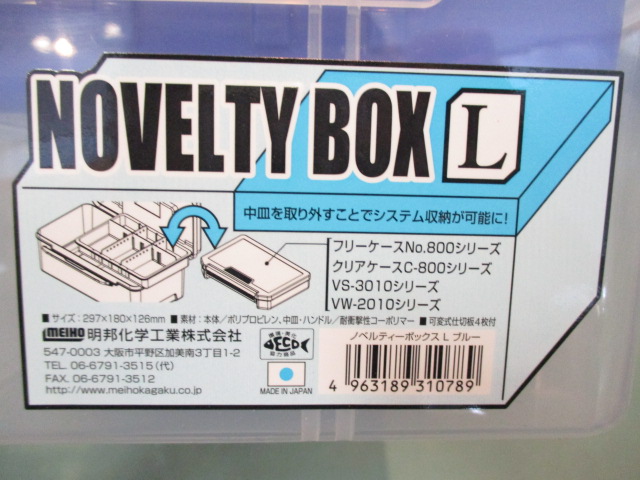 NOVELTY BOX L
中皿を取り外すことでシステム収納が可能に!
フリーケースNo.800シリーズ
クリアケースC-800シリーズ
VS-3010シリーズ
VW-2010シリーズ
■サイズ:297×180×126mm ■素材:本体/ポリプロピレン、中皿・ハンドル/耐衝撃性コーポリマー ■可変式仕切板4枚付
MEIHO 明邦化学工業株式会社
547-0003 大阪市平野区加美南3丁目1-2
TEL. 06-6791-3515(代)
FAX. 06-6791-3512
http://www.meihokagaku.co.jp
ECO
協力商品
MADE IN JAPAN
ノベルティーボックス L ブルー
4 963189 310789